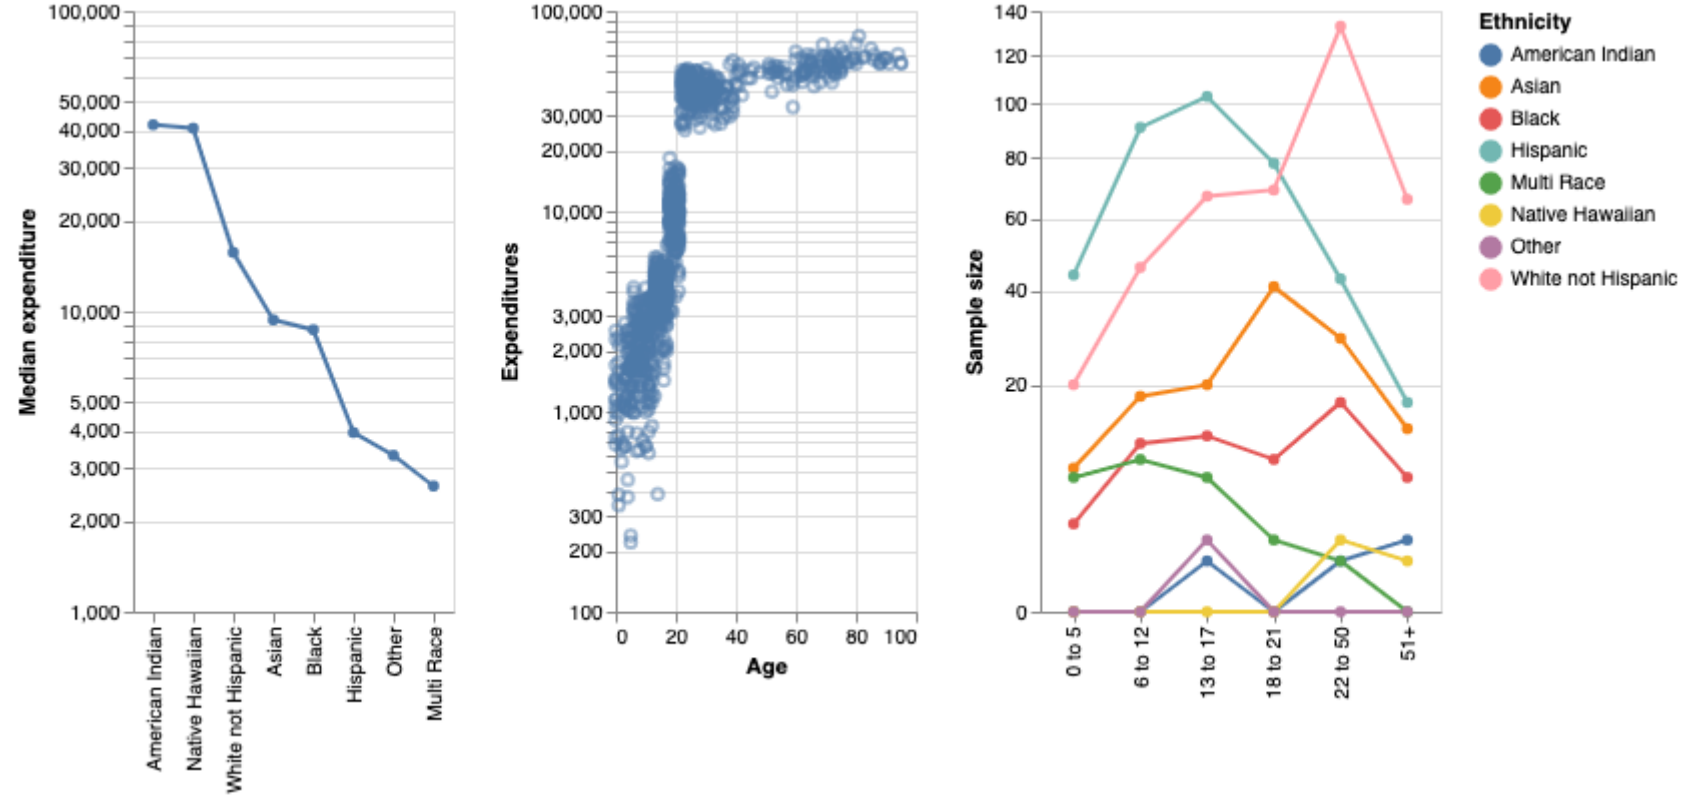 Median expenditure
100,000
50,000
40,000
30,000
20,000
10,000
5,000
4,000
3,000
2,000
1,000
American Indian
Native Hawaiian
White not Hispanic
Asian
Black
Hispanic
Other
Multi Race
Expenditures
100,000
30,000
20,000
10,000
3,000
2,000
1,000
300
200
100
0 20 40 60 80 100
Age
Sample size
140
120
100
80
60
40
20
0
0 to 5
6 to 12
13 to 17
18 to 21
22 to 50
51+
Ethnicity
American Indian
Asian
Black
Hispanic
Multi Race
Native Hawaiian
Other
White not Hispanic